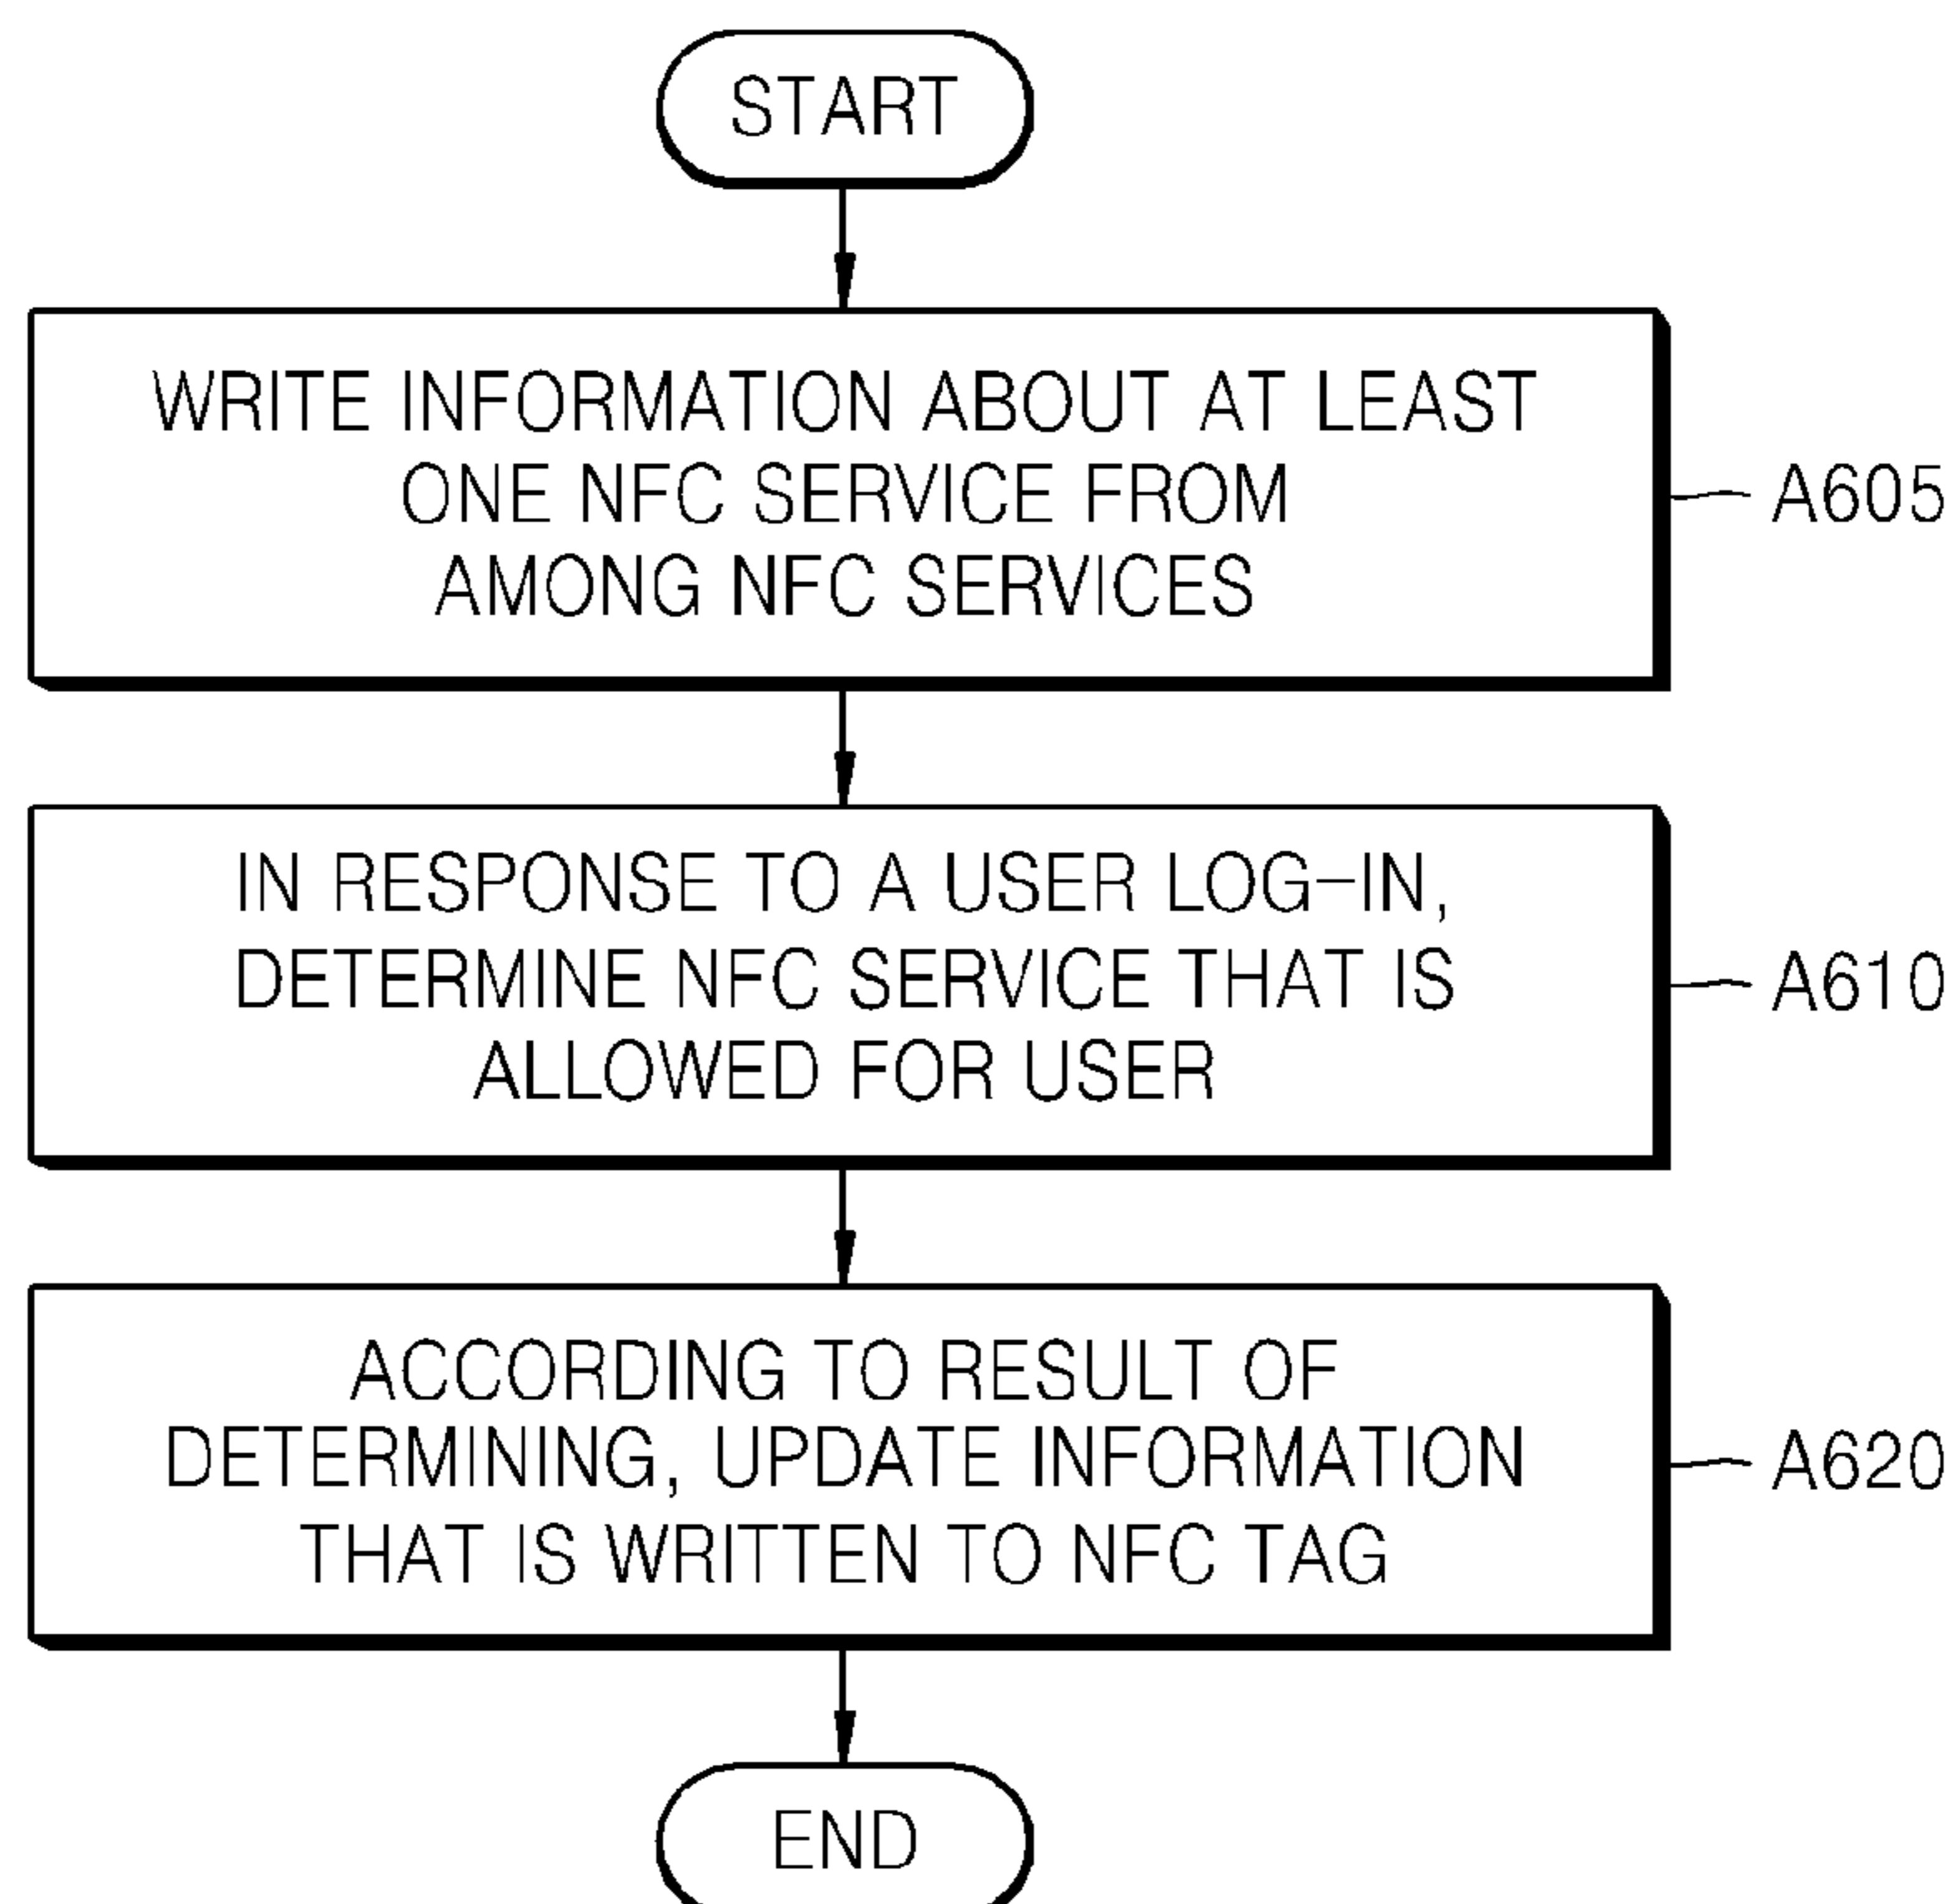 START
WRITE INFORMATION ABOUT AT LEAST
ONE NFC SERVICE FROM
AMONG NFC SERVICES
A605
IN RESPONSE TO A USER LOG-IN,
DETERMINE NFC SERVICE THAT IS
ALLOWED FOR USER
A610
ACCORDING TO RESULT OF
DETERMINING, UPDATE INFORMATION
THAT IS WRITTEN TO NFC TAG
A620
END